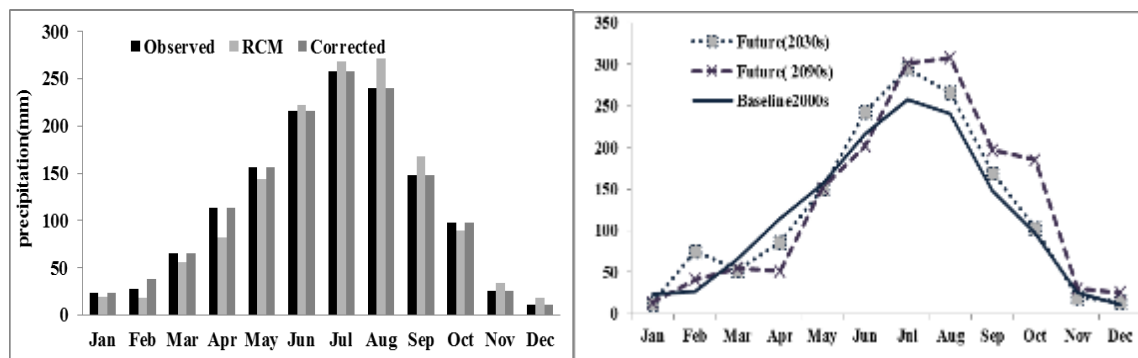 300
250
200
150
100
50
0
precipitation(mm)
Observed RCM Corrected
Jan Feb Mar Apr May Jun Jul Aug Sep Oct Nov Dec
350
300
250
200
150
100
50
0
Future(2030s)
Future( 2090s)
Baseline2000s
Jan Feb Mar Apr May Jun Jul Aug Sep Oct Nov Dec